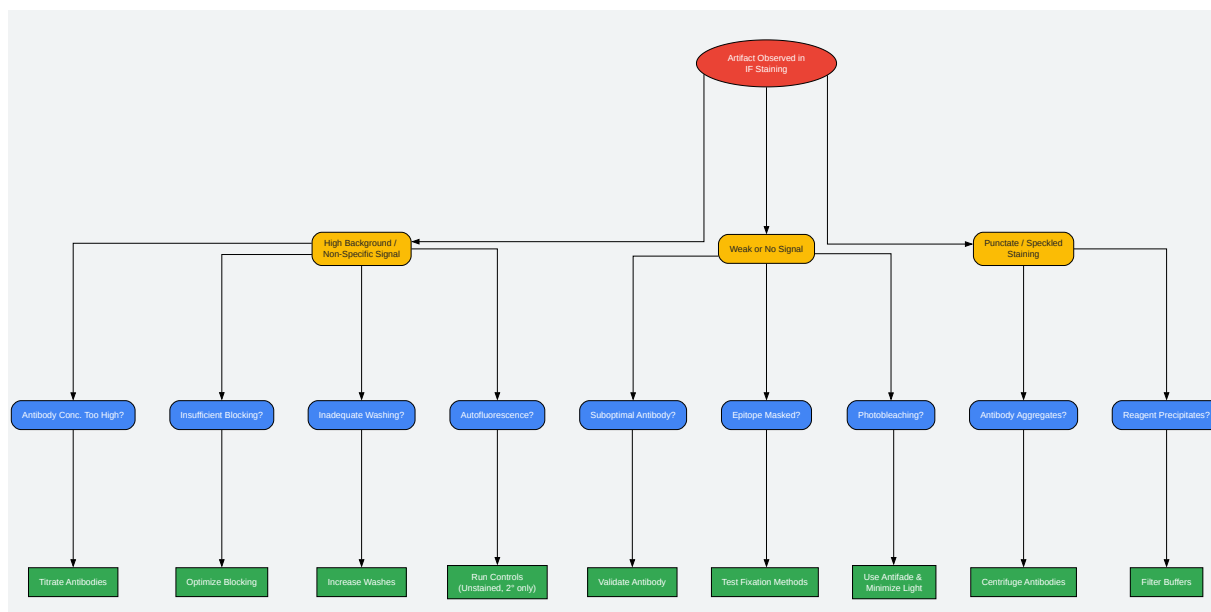 Artifact Observed in
IF Staining
High Background /
Non-Specific Signal
Weak or No Signal
Punctate / Speckled
Staining
Antibody Conc. Too High?
Insufficient Blocking?
Inadequate Washing?
Autofluorescence?
Suboptimal Antibody?
Epitope Masked?
Photobleaching?
Antibody Aggregates?
Reagent Precipitates?
Titrate Antibodies
Optimize Blocking
Increase Washes
Run Controls
(Unstained, 2° only)
Validate Antibody
Test Fixation Methods
Use Antifade &
Minimize Light
Centrifuge Antibodies
Filter Buffers